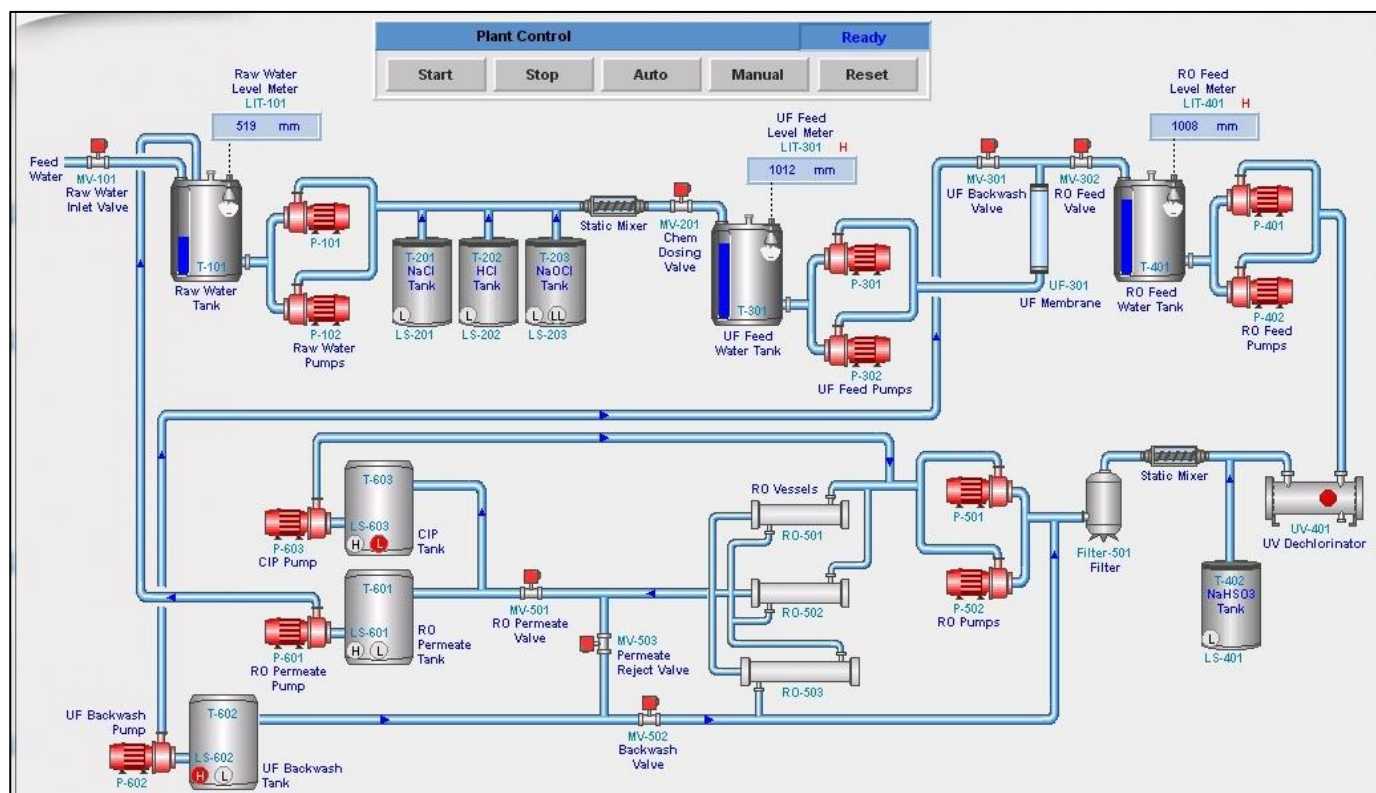 Plant Control
Ready
Start
Stop
Auto
Manual
Reset
Raw Water
Level Meter
LIT-101
519 mm
Feed
Water
MV-101
Raw Water
Inlet Valve
T-101
Raw Water
Tank
P-101
P-102
Raw Water
Pumps
T-201
NaCl
Tank
L
LS-201
T-202
HCl
Tank
L
LS-202
T-203
NaOCl
Tank
L
LL
LS-203
Static Mixer
MV-201
Chem
Dosing
Valve
UF Feed
Level Meter
LIT-301 H
1012 mm
T-301
UF Feed
Water Tank
P-301
P-302
UF Feed Pumps
MV-301
UF Backwash
Valve
MV-302
RO Feed
Valve
UF-301
UF Membrane
RO Feed
Level Meter
LIT-401 H
1008 mm
T-401
RO Feed
Water Tank
P-401
P-402
RO Feed
Pumps
T-603
LS-603
H
L
CIP
Tank
P-603
CIP Pump
T-601
LS-601
H
L
RO
Permeate
Tank
P-601
RO Permeate
Pump
MV-501
RO Permeate
Valve
MV-503
Permeate
Reject Valve
RO Vessels
RO-501
RO-502
RO-503
P-501
P-502
RO Pumps
Filter-501
Filter
Static Mixer
T-402
NaHSO3
Tank
L
LS-401
UV-401
UV Dechlorinator
UF Backwash
Pump
P-602
T-602
LS-602
H
L
UF Backwash
Tank
MV-502
Backwash
Valve